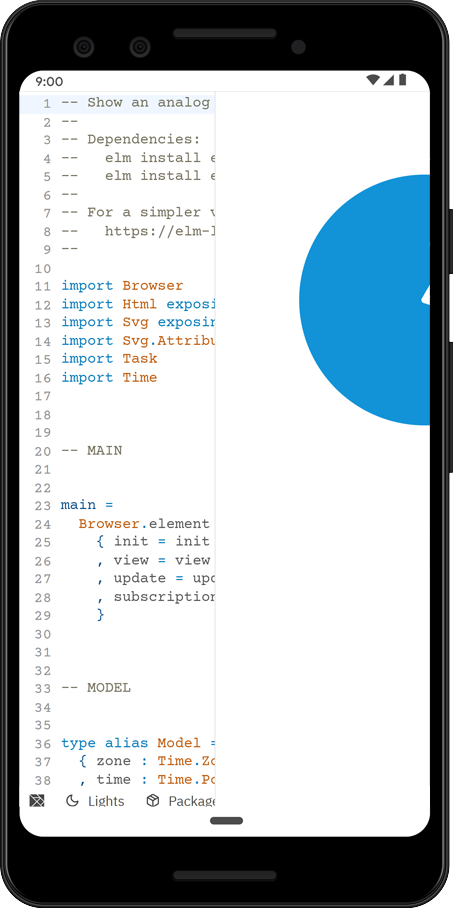 9:00
1 -- Show an analog
2 --
3 -- Dependencies:
4 --   elm install
5 --   elm install
6 --
7 -- For a simpler
8 --   https://elm-
9 --
10
11 import Browser
12 import Html exposi
13 import Svg exposin
14 import Svg.Attribu
15 import Task
16 import Time
17
18
19
20 -- MAIN
21
22
23 main =
24   Browser.element
25     { init = init
26     , view = view
27     , update = upd
28     , subscription
29     }
30
31
32
33 -- MODEL
34
35
36 type alias Model =
37   { zone : Time.Zo
38   , time : Time.Po
Lights Package